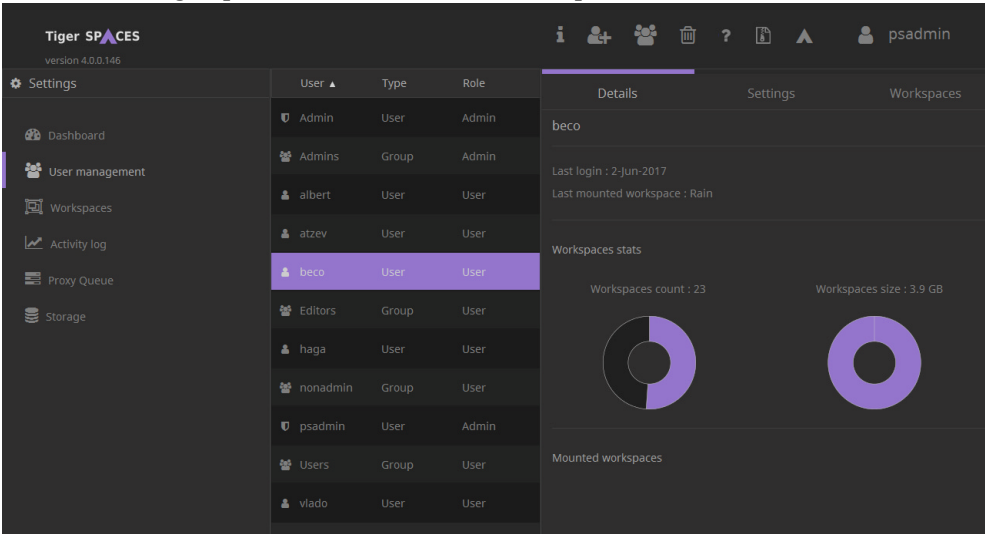 Tiger SPACES
version 4.0.0.146
? psadmin
Settings
Dashboard
User management
Workspaces
Activity log
Proxy Queue
Storage
User ▲ Type Role
Admin User Admin
Admins Group Admin
albert User User
atzev User User
beco User User
Editors Group User
haga User User
nonadmin Group User
psadmin User Admin
Users Group User
vlado User User
Details Settings Workspaces
beco
Last login : 2-Jun-2017
Last mounted workspace : Rain
Workspaces stats
Workspaces count : 23 Workspaces size : 3.9 GB
Mounted workspaces